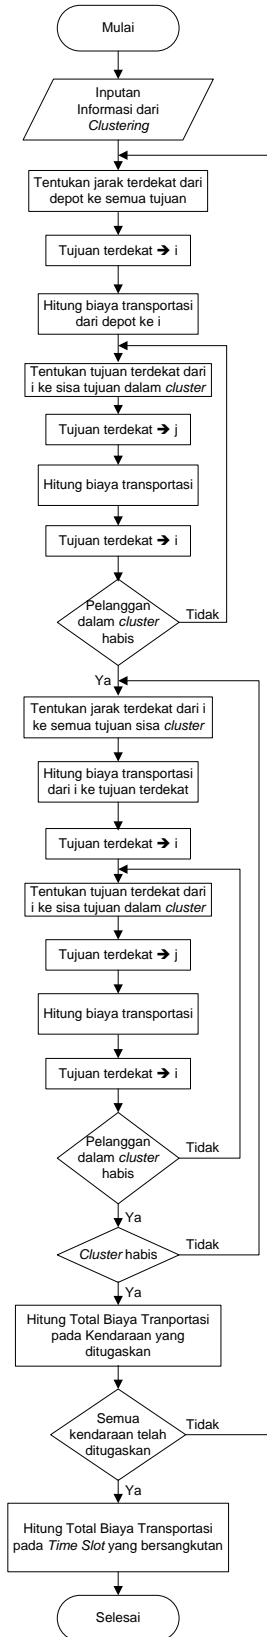 Mulai
Inputan
Informasi dari
Clustering
Tentukan jarak terdekat dari
depot ke semua tujuan
Tujuan terdekat ➔ i
Hitung biaya transportasi
dari depot ke i
Tentukan tujuan terdekat dari
i ke sisa tujuan dalam cluster
Tujuan terdekat ➔ j
Hitung biaya transportasi
Tujuan terdekat ➔ i
Pelanggan
dalam cluster
habis
Tidak
Ya
Tentukan jarak terdekat dari i
ke semua tujuan sisa cluster
Hitung biaya transportasi
dari i ke tujuan terdekat
Tujuan terdekat ➔ i
Tentukan tujuan terdekat dari
i ke sisa tujuan dalam cluster
Tujuan terdekat ➔ j
Hitung biaya transportasi
Tujuan terdekat ➔ i
Pelanggan
dalam cluster
habis
Tidak
Ya
Cluster habis
Tidak
Ya
Hitung Total Biaya Tranportasi
pada Kendaraan yang
ditugaskan
Semua
kendaraan telah
ditugaskan
Tidak
Ya
Hitung Total Biaya Transportasi
pada Time Slot yang bersangkutan
Selesai